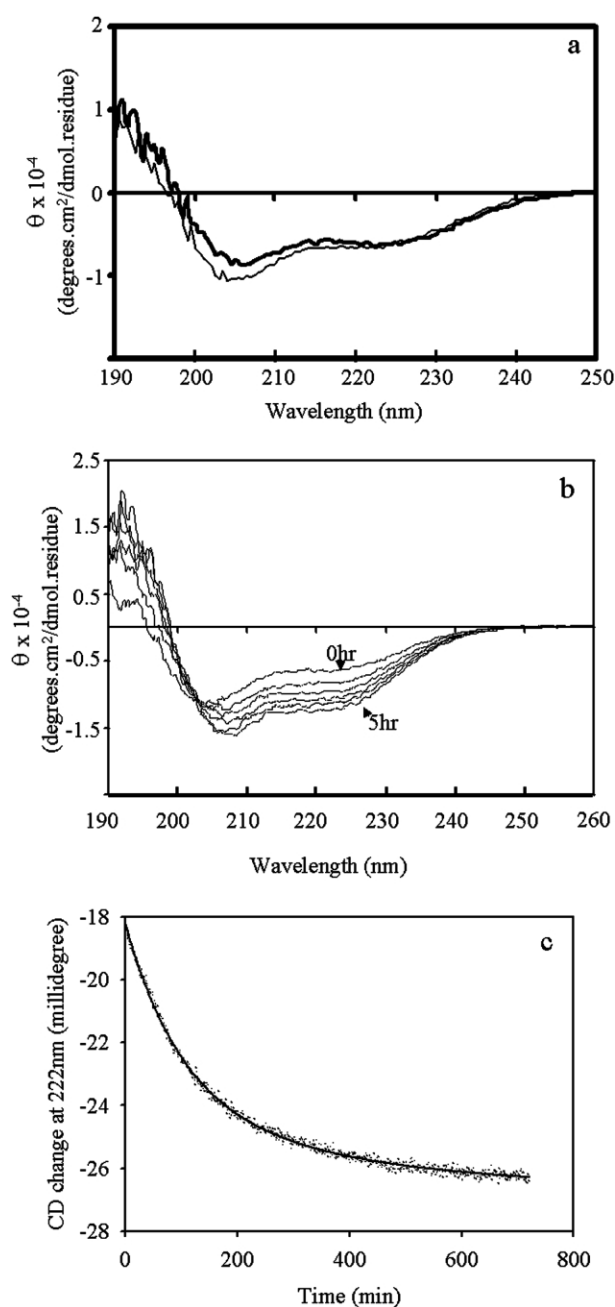 a
2
1
0
-1
θ x 10⁻⁴
(degrees.cm²/dmol.residue)
190 200 210 220 230 240 250
Wavelength (nm)
b
2.5
1.5
0.5
-0.5
-1.5
θ x 10⁻⁴
(degrees.cm²/dmol.residue)
0hr
5hr
190 200 210 220 230 240 250 260
Wavelength (nm)
c
-18
-20
-22
-24
-26
-28
CD change at 222nm (millidegree)
0 200 400 600 800
Time (min)